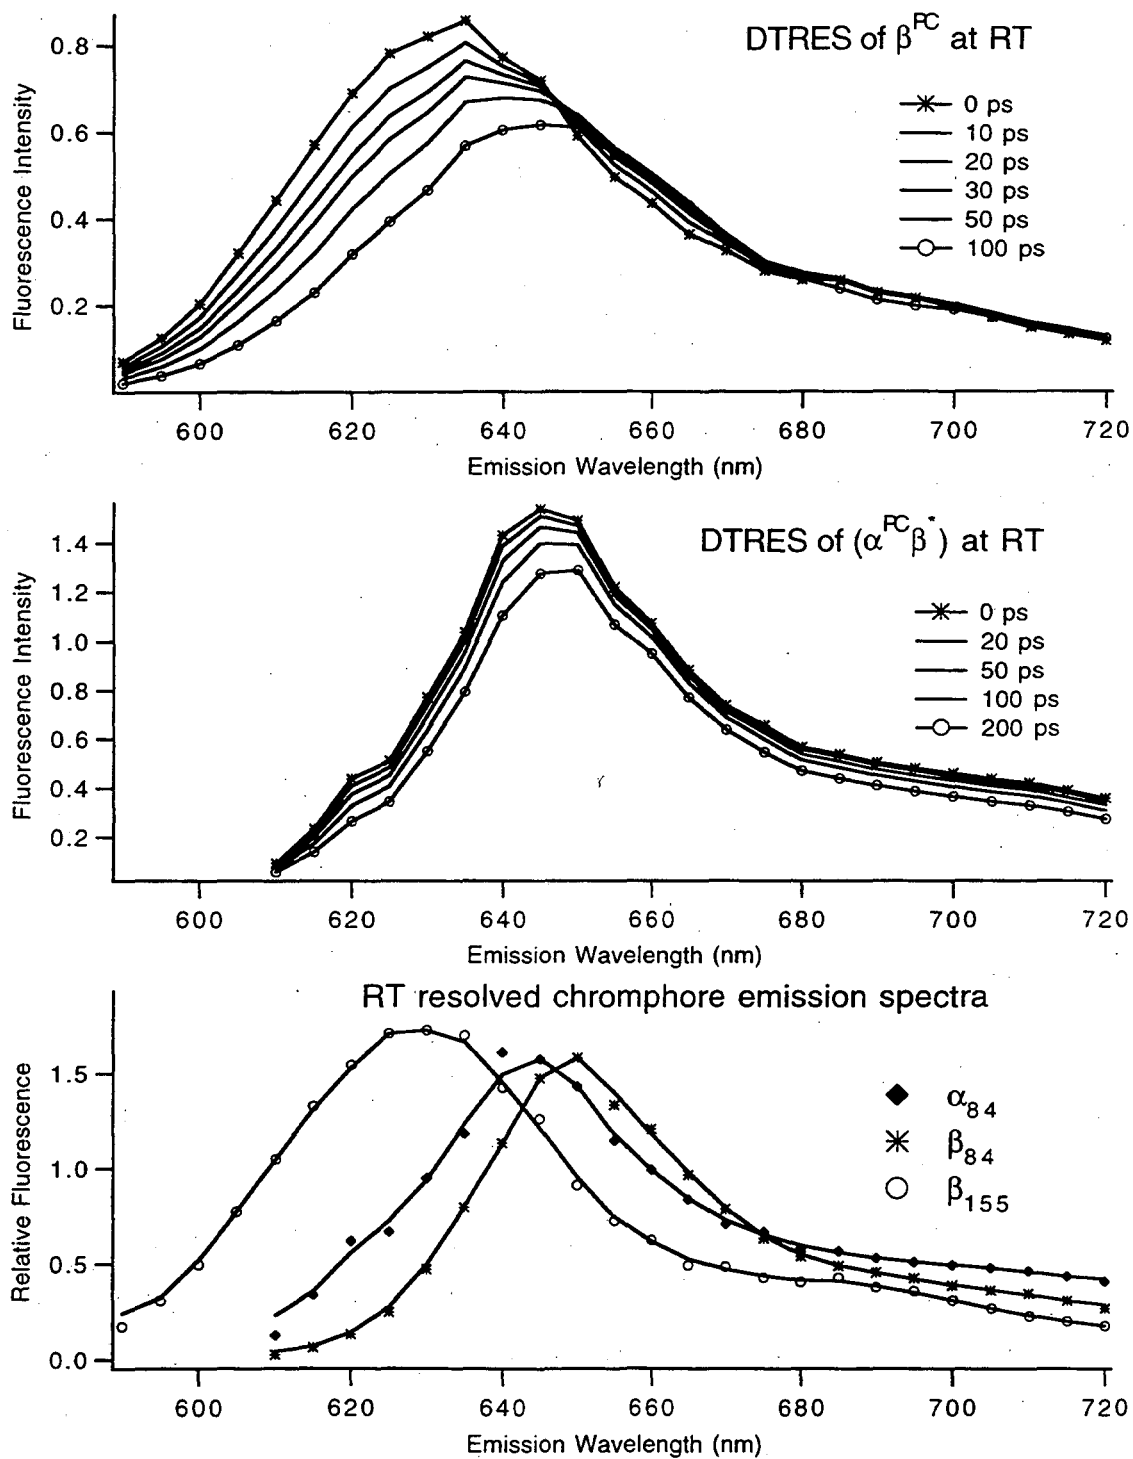 DTRES of β^PC at RT
0 ps
10 ps
20 ps
30 ps
50 ps
100 ps
Fluorescence Intensity
0.8
0.6
0.4
0.2
600 620 640 660 680 700 720
Emission Wavelength (nm)
DTRES of (α^PC β^*) at RT
0 ps
20 ps
50 ps
100 ps
200 ps
Fluorescence Intensity
1.4
1.2
1.0
0.8
0.6
0.4
0.2
600 620 640 660 680 700 720
Emission Wavelength (nm)
RT resolved chromphore emission spectra
α84
β84
β155
Relative Fluorescence
1.5
1.0
0.5
0.0
600 620 640 660 680 700 720
Emission Wavelength (nm)